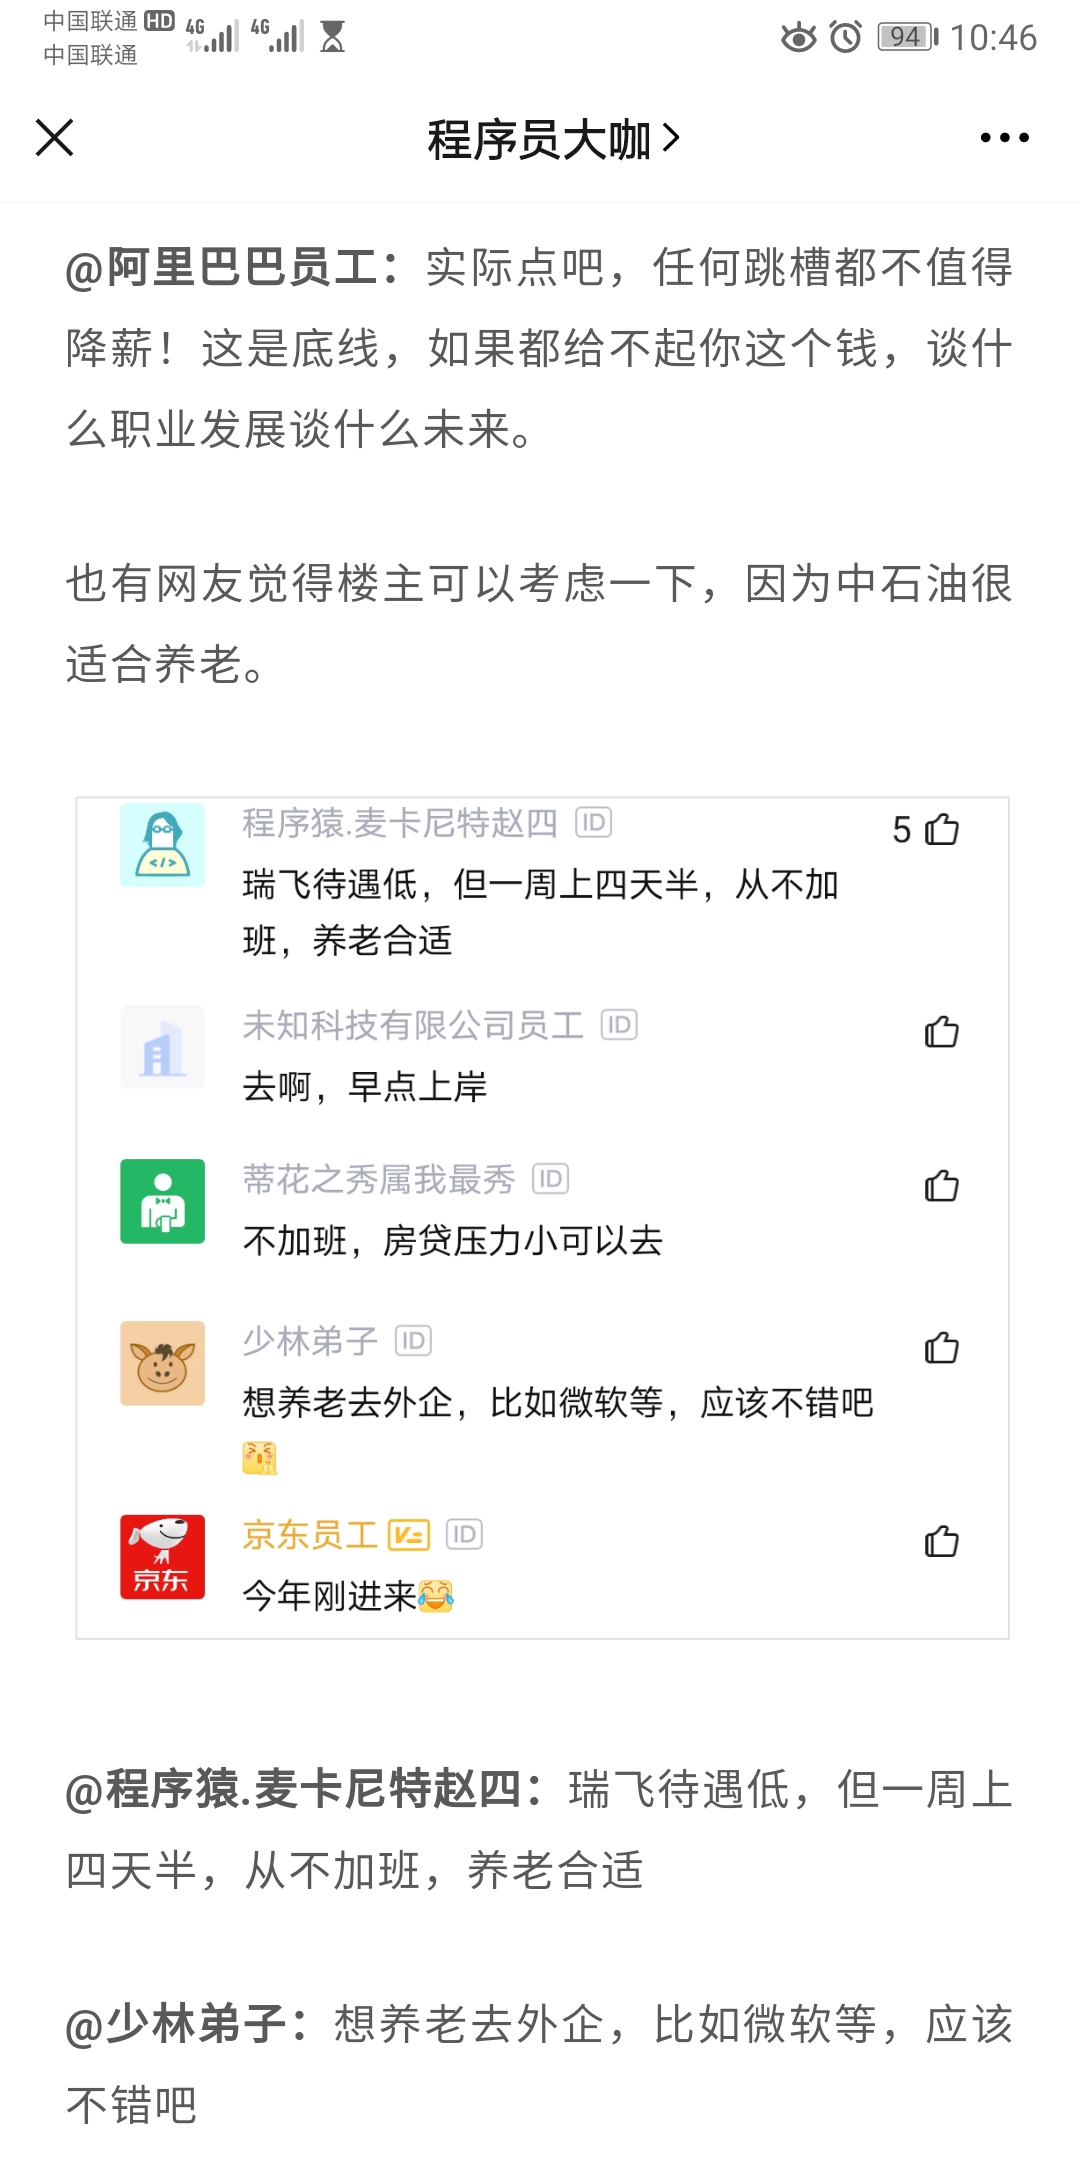 中国联通 HD 4G 4G 94 10:46
中国联通
程序员大咖
@阿里巴巴员工：实际点吧，任何跳槽都不值得
降薪！这是底线，如果都给不起你这个钱，谈什
么职业发展谈什么未来。
也有网友觉得楼主可以考虑一下，因为中石油很
适合养老。
程序猿.麦卡尼特赵四 ID 5
瑞飞待遇低，但一周上四天半，从不加
班，养老合适
未知科技有限公司员工 ID
去啊，早点上岸
蒂花之秀属我最秀 ID
不加班，房贷压力小可以去
少林弟子 ID
想养老去外企，比如微软等，应该不错吧
京东员工 V ID
京东
今年刚进来
@程序猿.麦卡尼特赵四：瑞飞待遇低，但一周上
四天半，从不加班，养老合适
@少林弟子：想养老去外企，比如微软等，应该
不错吧